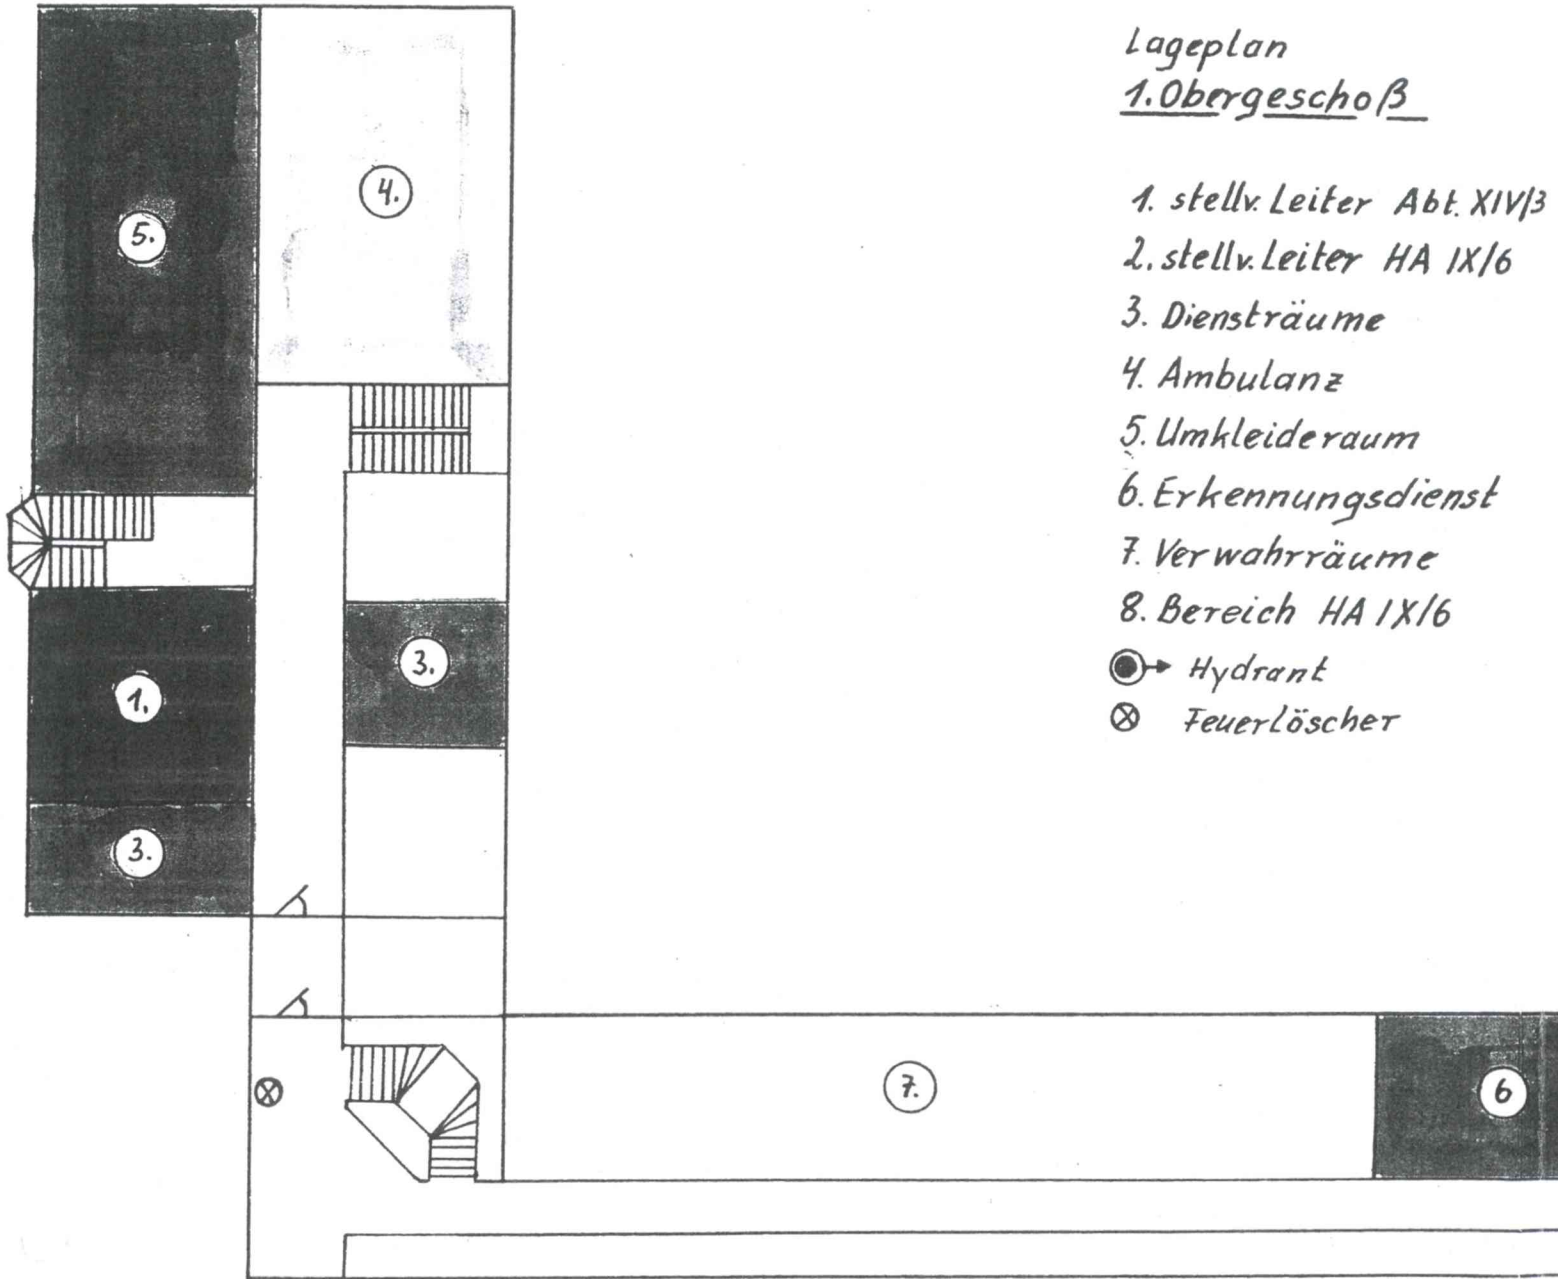 Lageplan
1. Obergeschoß
1. stellv. Leiter Abt. XIV/3
2. stellv. Leiter HA IX/6
3. Diensträume
4. Ambulanz
5. Umkleideraum
6. Erkennungsdienst
7. Verwahrräume
8. Bereich HA IX/6
Hydrant
Feuerlöscher
4.
5.
3.
1.
3.
7.
6